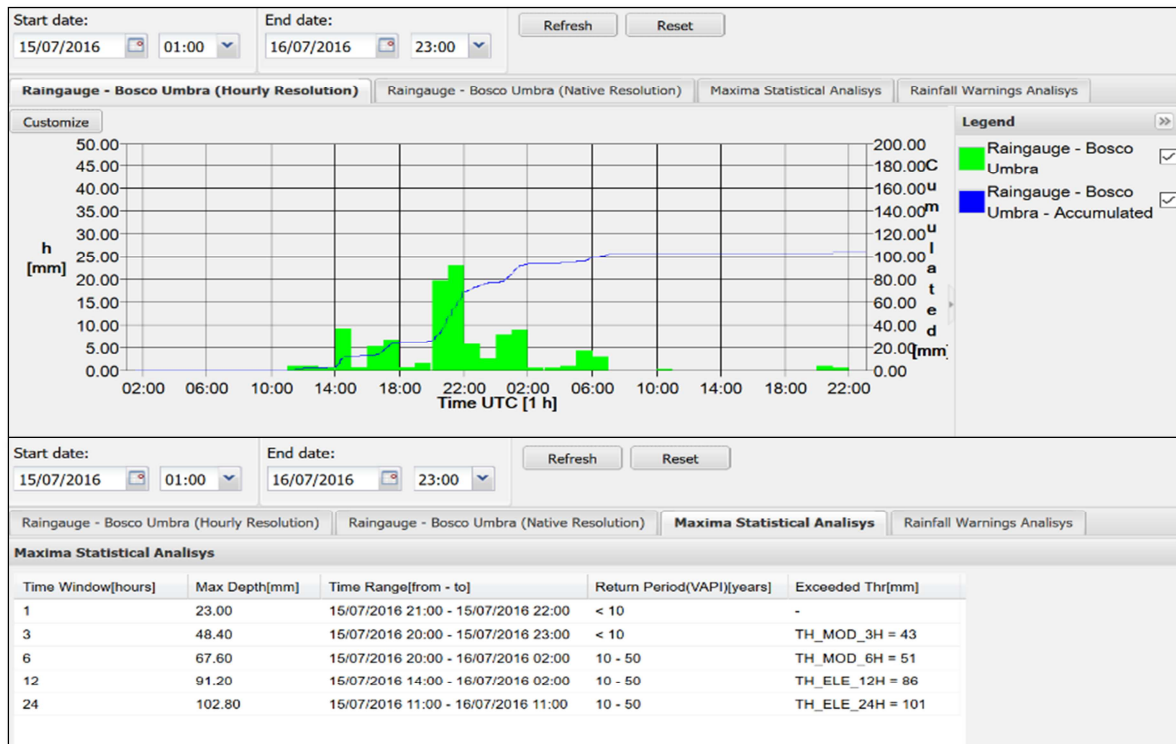 Start date: End date:
15/07/2016 01:00 16/07/2016 23:00 Refresh Reset
Raingauge - Bosco Umbra (Hourly Resolution) Raingauge - Bosco Umbra (Native Resolution) Maxima Statistical Analisys Rainfall Warnings Analisys
Customize
Legend
Raingauge - Bosco Umbra
Raingauge - Bosco Umbra - Accumulated
50.00
45.00
40.00
35.00
30.00
25.00
20.00
15.00
10.00
5.00
0.00
h
[mm]
200.00
180.00
160.00
140.00
120.00
100.00
80.00
60.00
40.00
20.00
0.00
Cumulated
[mm]
02:00 06:00 10:00 14:00 18:00 22:00 02:00 06:00 10:00 14:00 18:00 22:00
Time UTC [1 h]
Start date: End date:
15/07/2016 01:00 16/07/2016 23:00 Refresh Reset
Raingauge - Bosco Umbra (Hourly Resolution) Raingauge - Bosco Umbra (Native Resolution) Maxima Statistical Analisys Rainfall Warnings Analisys
Maxima Statistical Analisys
Time Window[hours] Max Depth[mm] Time Range[from - to] Return Period(VAPI)[years] Exceeded Thr[mm]
1 23.00 15/07/2016 21:00 - 15/07/2016 22:00 < 10 -
3 48.40 15/07/2016 20:00 - 15/07/2016 23:00 < 10 TH_MOD_3H = 43
6 67.60 15/07/2016 20:00 - 16/07/2016 02:00 10 - 50 TH_MOD_6H = 51
12 91.20 15/07/2016 14:00 - 16/07/2016 02:00 10 - 50 TH_ELE_12H = 86
24 102.80 15/07/2016 11:00 - 16/07/2016 11:00 10 - 50 TH_ELE_24H = 101